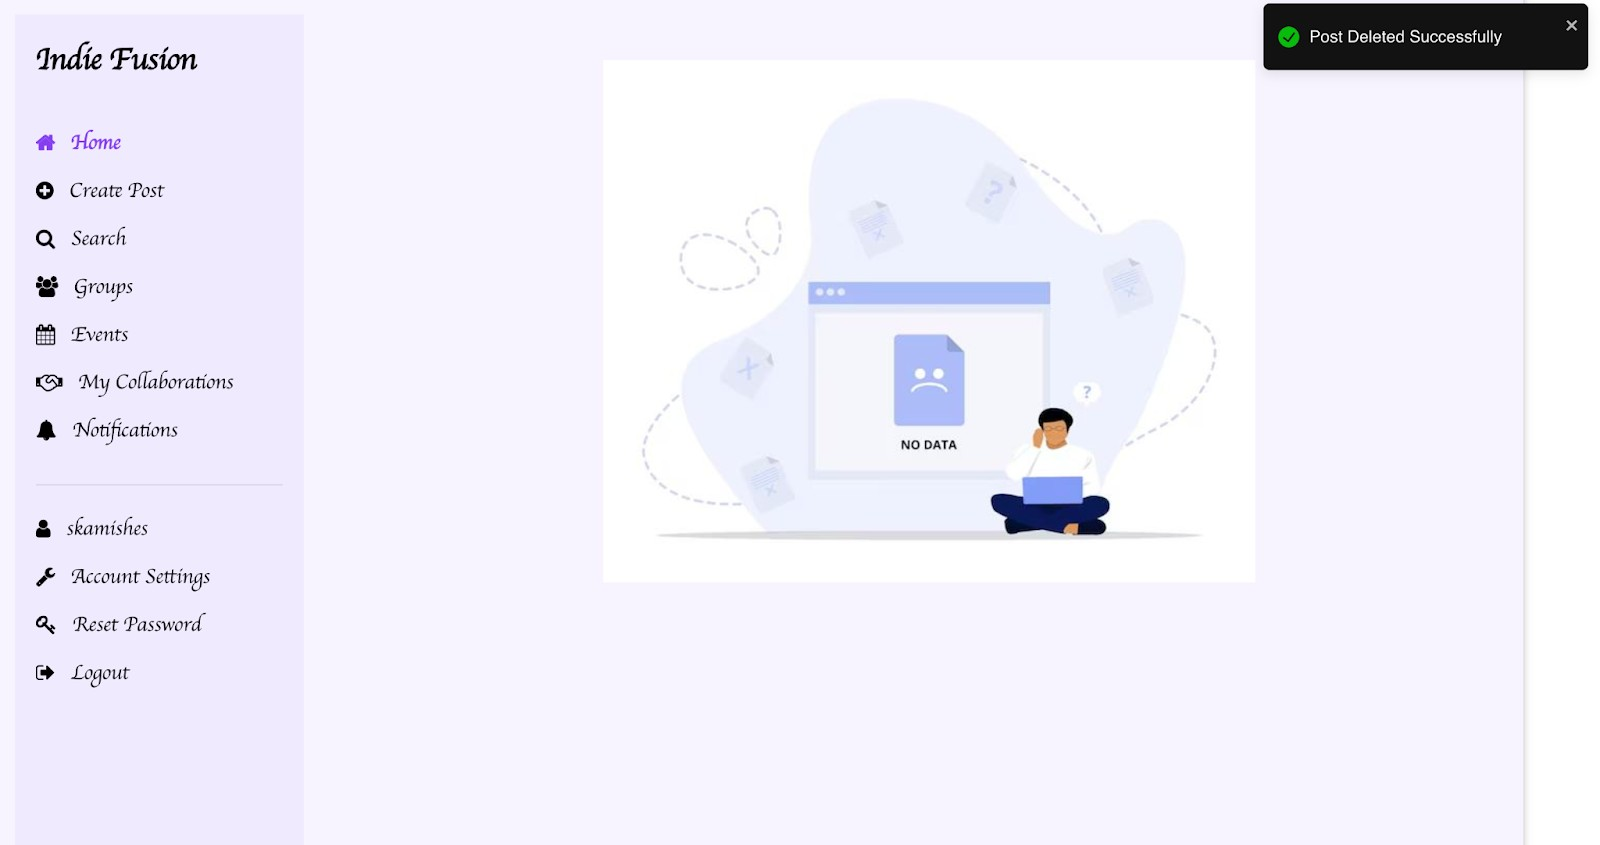 Indie Fusion
Home
Create Post
Search
Groups
Events
My Collaborations
Notifications
skamishes
Account Settings
Reset Password
Logout
Post Deleted Successfully
?
?
NO DATA